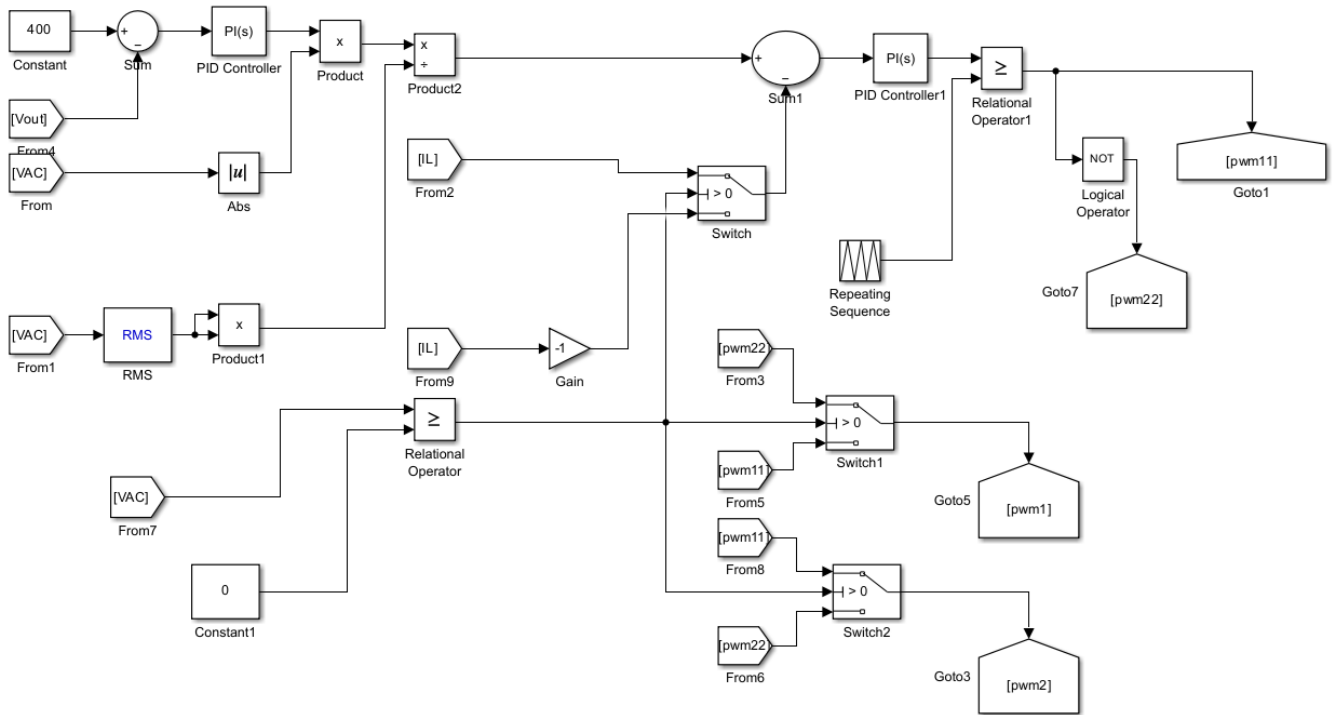 400
Constant
+
−
Sum
PI(s)
PID Controller
x
Product
x
÷
Product2
+
−
Sum1
PI(s)
PID Controller1
≥
Relational
Operator1
[Vout]
From4
[VAC]
From
|u|
Abs
[IL]
From2
> 0
Switch
NOT
Logical
Operator
[pwm11]
Goto1
Repeating
Sequence
Goto7
[pwm22]
[VAC]
From1
RMS
RMS
x
Product1
[IL]
From9
-1
Gain
[pwm22]
From3
≥
Relational
Operator
> 0
Switch1
[pwm11]
From5
Goto5
[pwm1]
[VAC]
From7
[pwm11]
From8
0
Constant1
> 0
Switch2
[pwm22]
From6
Goto3
[pwm2]